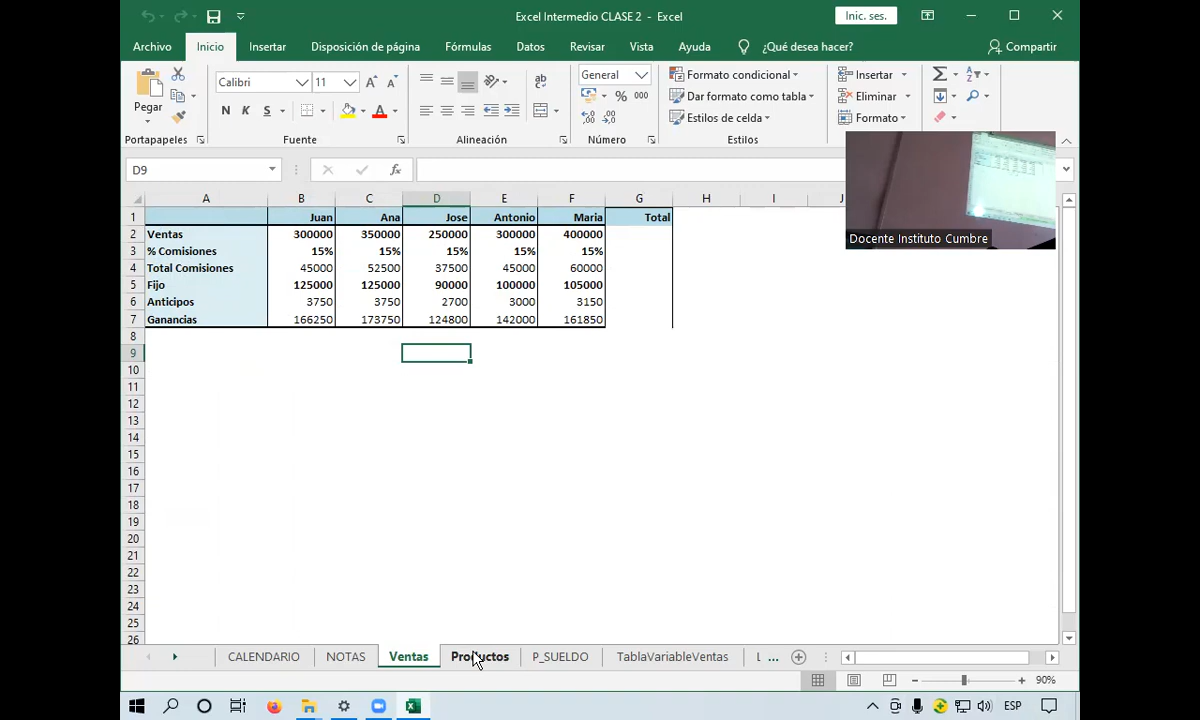 Excel Intermedio CLASE 2 - Excel
Inic. ses.
Archivo Inicio Insertar Disposición de página Fórmulas Datos Revisar Vista Ayuda ¿Qué desea hacer? Compartir
Pegar
Calibri 11
General
Formato condicional
Insertar
Dar formato como tabla
Eliminar
N K S
% 000
Estilos de celda
Formato
Portapapeles Fuente Alineación Número Estilos
D9 fx
Docente Instituto Cumbre
A B C D E F G H I J
1 Juan Ana Jose Antonio Maria Total
2 Ventas 300000 350000 250000 300000 400000
3 % Comisiones 15% 15% 15% 15% 15%
4 Total Comisiones 45000 52500 37500 45000 60000
5 Fijo 125000 125000 90000 100000 105000
6 Anticipos 3750 3750 2700 3000 3150
7 Ganancias 166250 173750 124800 142000 161850
8
9
10
11
12
13
14
15
16
17
18
19
20
21
22
23
24
25
26
CALENDARIO NOTAS Ventas Productos P_SUELDO TablaVariableVentas L ...
90%
ESP